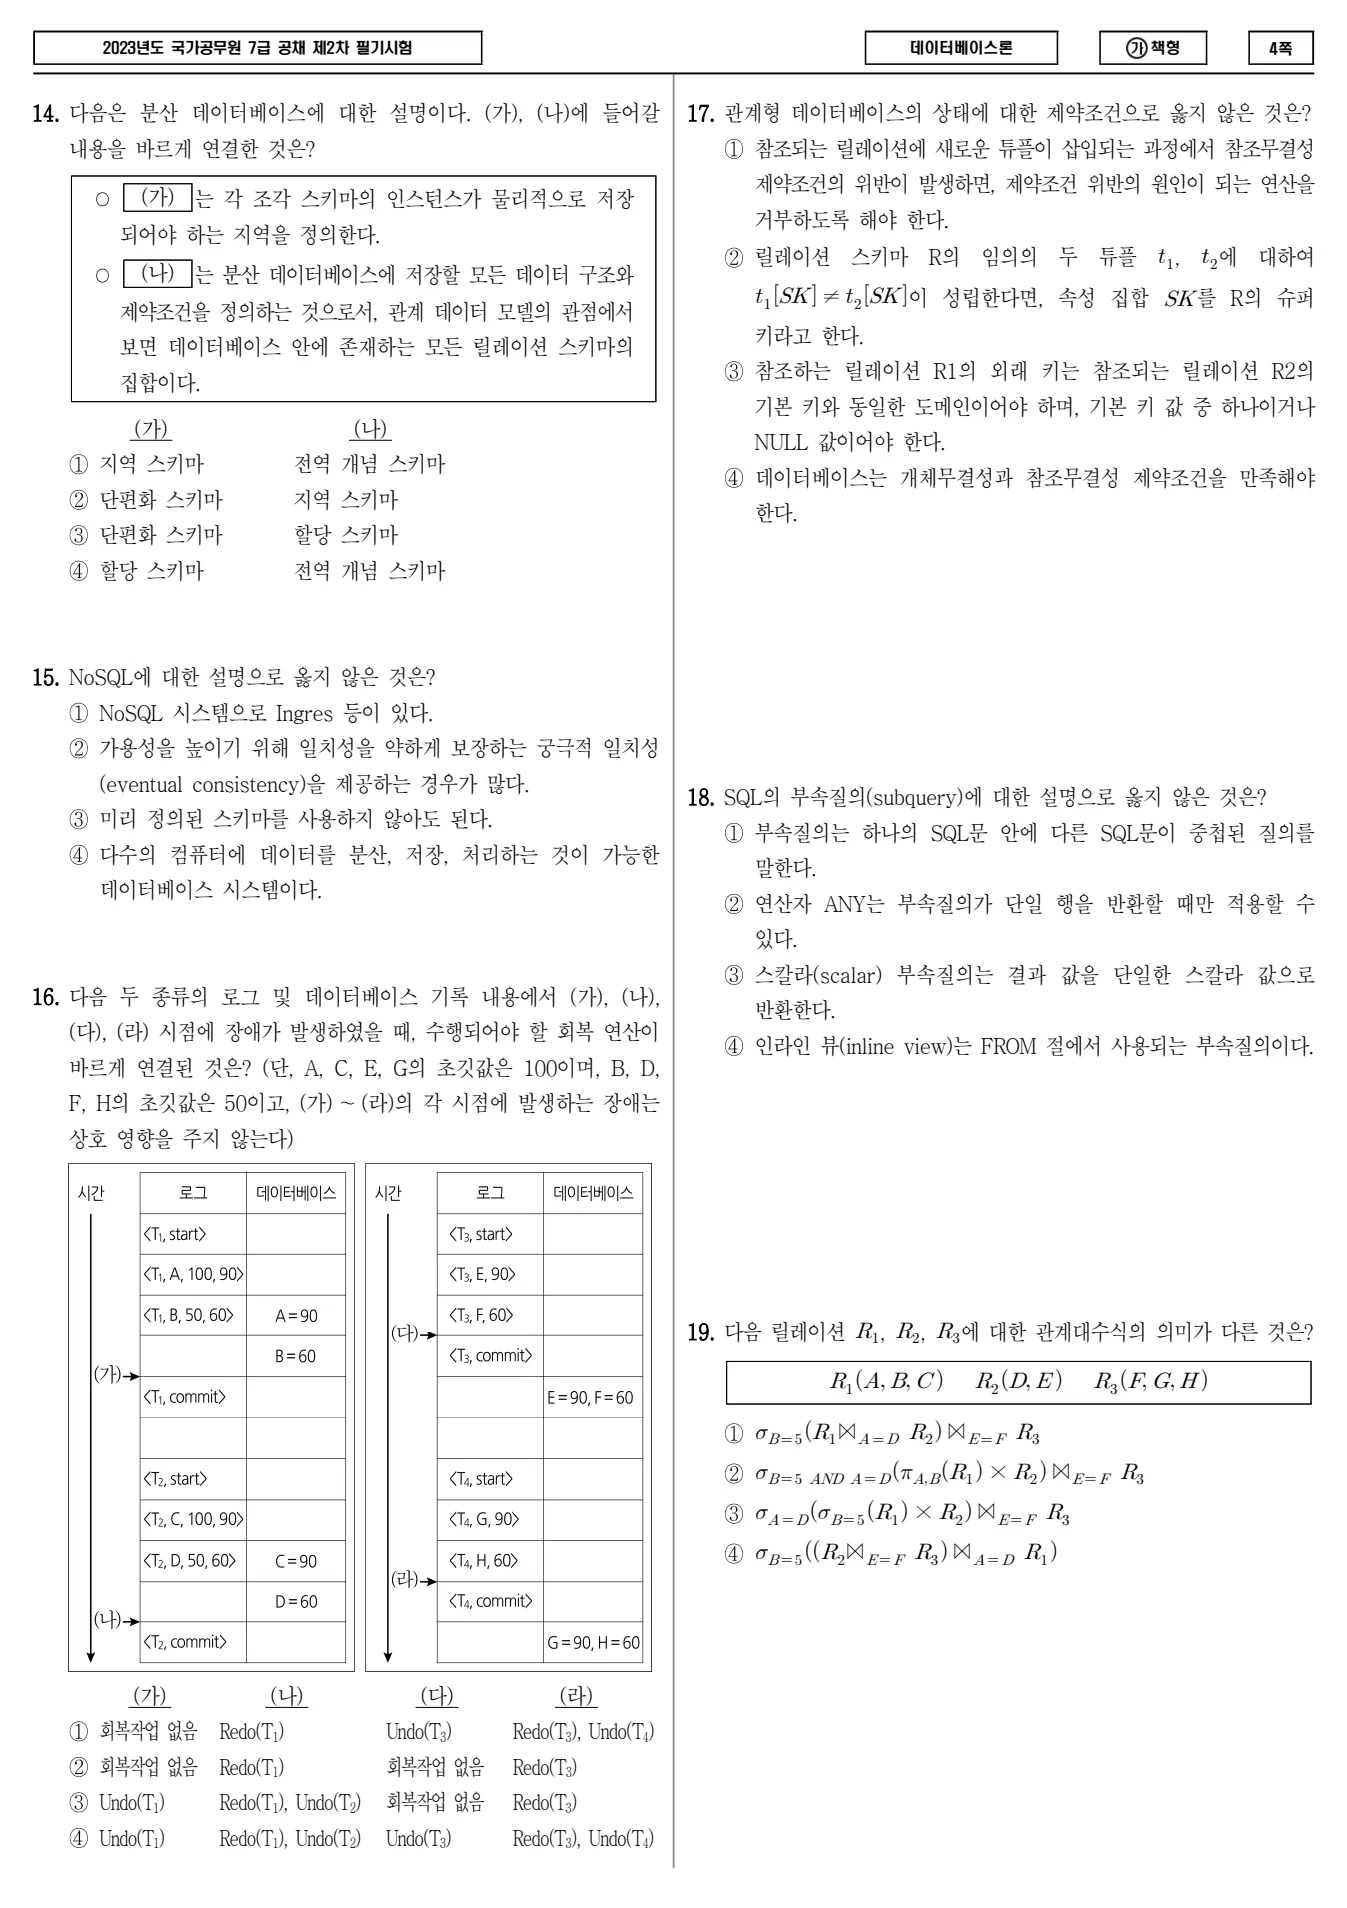 2023년도 국가공무원 7급 공채 제2차 필기시험
데이터베이스론
㉮ 책형
4쪽
14. 다음은 분산 데이터베이스에 대한 설명이다. (가), (나)에 들어갈
내용을 바르게 연결한 것은?
○ (가) 는 각 조각 스키마의 인스턴스가 물리적으로 저장
되어야 하는 지역을 정의한다.
○ (나) 는 분산 데이터베이스에 저장할 모든 데이터 구조와
제약조건을 정의하는 것으로서, 관계 데이터 모델의 관점에서
보면 데이터베이스 안에 존재하는 모든 릴레이션 스키마의
집합이다.
(가) (나)
① 지역 스키마 전역 개념 스키마
② 단편화 스키마 지역 스키마
③ 단편화 스키마 할당 스키마
④ 할당 스키마 전역 개념 스키마
15. NoSQL에 대한 설명으로 옳지 않은 것은?
① NoSQL 시스템으로 Ingres 등이 있다.
② 가용성을 높이기 위해 일치성을 약하게 보장하는 궁극적 일치성
(eventual consistency)을 제공하는 경우가 많다.
③ 미리 정의된 스키마를 사용하지 않아도 된다.
④ 다수의 컴퓨터에 데이터를 분산, 저장, 처리하는 것이 가능한
데이터베이스 시스템이다.
16. 다음 두 종류의 로그 및 데이터베이스 기록 내용에서 (가), (나),
(다), (라) 시점에 장애가 발생하였을 때, 수행되어야 할 회복 연산이
바르게 연결된 것은? (단, A, C, E, G의 초깃값은 100이며, B, D,
F, H의 초깃값은 50이고, (가) ~ (라)의 각 시점에 발생하는 장애는
상호 영향을 주지 않는다)
시간 로그 데이터베이스
〈T₁, start〉
〈T₁, A, 100, 90〉
〈T₁, B, 50, 60〉 A=90
B=60
(가)
〈T₁, commit〉
〈T₂, start〉
〈T₂, C, 100, 90〉
〈T₂, D, 50, 60〉 C=90
D=60
(나)
〈T₂, commit〉
시간 로그 데이터베이스
〈T₃, start〉
〈T₃, E, 90〉
〈T₃, F, 60〉
(다)
〈T₃, commit〉
E=90, F=60
〈T₄, start〉
〈T₄, G, 90〉
〈T₄, H, 60〉
(라)
〈T₄, commit〉
G=90, H=60
(가) (나) (다) (라)
① 회복작업 없음 Redo(T₁) Undo(T₃) Redo(T₃), Undo(T₄)
② 회복작업 없음 Redo(T₁) 회복작업 없음 Redo(T₃)
③ Undo(T₁) Redo(T₁), Undo(T₂) 회복작업 없음 Redo(T₃)
④ Undo(T₁) Redo(T₁), Undo(T₂) Undo(T₃) Redo(T₃), Undo(T₄)
17. 관계형 데이터베이스의 상태에 대한 제약조건으로 옳지 않은 것은?
① 참조되는 릴레이션에 새로운 튜플이 삽입되는 과정에서 참조무결성
제약조건의 위반이 발생하면, 제약조건 위반의 원인이 되는 연산을
거부하도록 해야 한다.
② 릴레이션 스키마 R의 임의의 두 튜플 t₁, t₂에 대하여
t₁[SK]≠t₂[SK]이 성립한다면, 속성 집합 SK를 R의 슈퍼
키라고 한다.
③ 참조하는 릴레이션 R1의 외래 키는 참조되는 릴레이션 R2의
기본 키와 동일한 도메인이어야 하며, 기본 키 값 중 하나이거나
NULL 값이어야 한다.
④ 데이터베이스는 개체무결성과 참조무결성 제약조건을 만족해야
한다.
18. SQL의 부속질의(subquery)에 대한 설명으로 옳지 않은 것은?
① 부속질의는 하나의 SQL문 안에 다른 SQL문이 중첩된 질의를
말한다.
② 연산자 ANY는 부속질의가 단일 행을 반환할 때만 적용할 수
있다.
③ 스칼라(scalar) 부속질의는 결과 값을 단일한 스칼라 값으로
반환한다.
④ 인라인 뷰(inline view)는 FROM 절에서 사용되는 부속질의이다.
19. 다음 릴레이션 R₁, R₂, R₃에 대한 관계대수식의 의미가 다른 것은?
R₁(A, B, C) R₂(D, E) R₃(F, G, H)
① σ_{B=5}(R₁⋈_{A=D} R₂)⋈_{E=F} R₃
② σ_{B=5 AND A=D}(π_{A,B}(R₁)×R₂)⋈_{E=F} R₃
③ σ_{A=D}(σ_{B=5}(R₁)×R₂)⋈_{E=F} R₃
④ σ_{B=5}((R₂⋈_{E=F} R₃)⋈_{A=D} R₁)